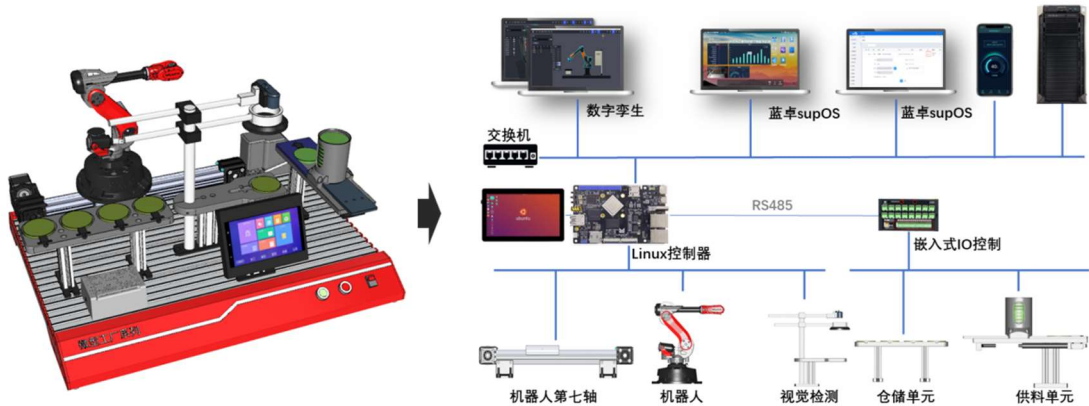 数字孪生
蓝卓supOS
蓝卓supOS
交换机
ubuntu
RS485
Linux控制器
嵌入式IO控制
机器人第七轴
机器人
视觉检测
仓储单元
供料单元